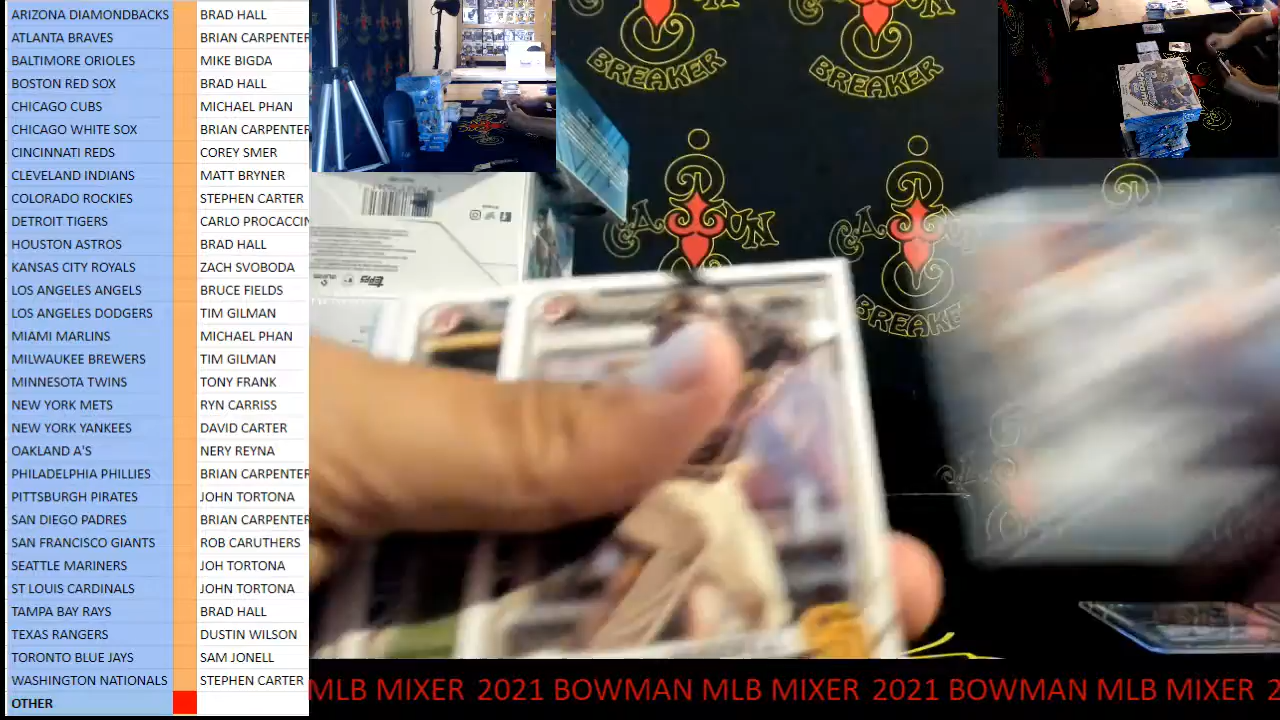 ARIZONA DIAMONDBACKS BRAD HALL
ATLANTA BRAVES BRIAN CARPENTER
BALTIMORE ORIOLES MIKE BIGDA
BOSTON RED SOX BRAD HALL
CHICAGO CUBS MICHAEL PHAN
CHICAGO WHITE SOX BRIAN CARPENTER
CINCINNATI REDS COREY SMER
CLEVELAND INDIANS MATT BRYNER
COLORADO ROCKIES STEPHEN CARTER
DETROIT TIGERS CARLO PROCACCIN
HOUSTON ASTROS BRAD HALL
KANSAS CITY ROYALS ZACH SVOBODA
LOS ANGELES ANGELS BRUCE FIELDS
LOS ANGELES DODGERS TIM GILMAN
MIAMI MARLINS MICHAEL PHAN
MILWAUKEE BREWERS TIM GILMAN
MINNESOTA TWINS TONY FRANK
NEW YORK METS RYN CARRISS
NEW YORK YANKEES DAVID CARTER
OAKLAND A'S NERY REYNA
PHILADELPHIA PHILLIES BRIAN CARPENTER
PITTSBURGH PIRATES JOHN TORTONA
SAN DIEGO PADRES BRIAN CARPENTER
SAN FRANCISCO GIANTS ROB CARUTHERS
SEATTLE MARINERS JOH TORTONA
ST LOUIS CARDINALS JOHN TORTONA
TAMPA BAY RAYS BRAD HALL
TEXAS RANGERS DUSTIN WILSON
TORONTO BLUE JAYS SAM JONELL
WASHINGTON NATIONALS STEPHEN CARTER
OTHER
BREAKER
BREAKER
CAJUN
CAJUN
BREAKER
topps
MLB MIXER 2021 BOWMAN MLB MIXER 2021 BOWMAN MLB MIXER 2